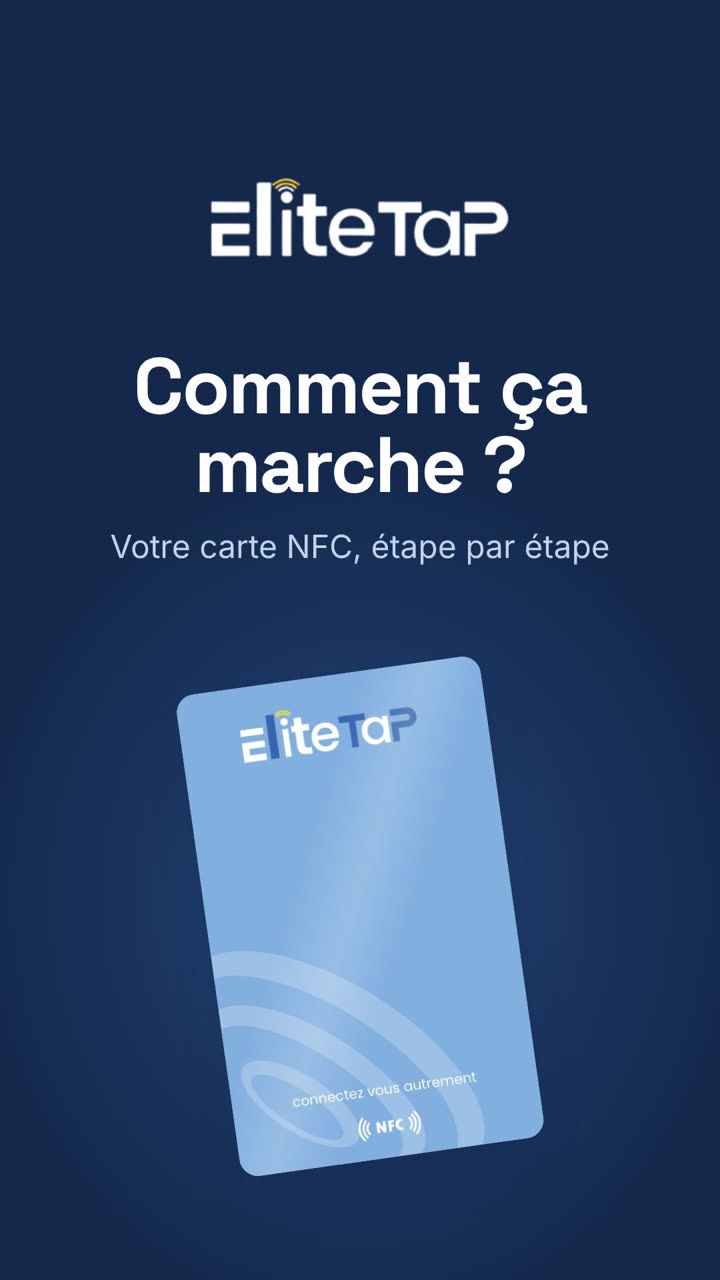 EliteTaP
Comment ça
marche ?
Votre carte NFC, étape par étape
EliteTaP
connectez vous autrement
NFC